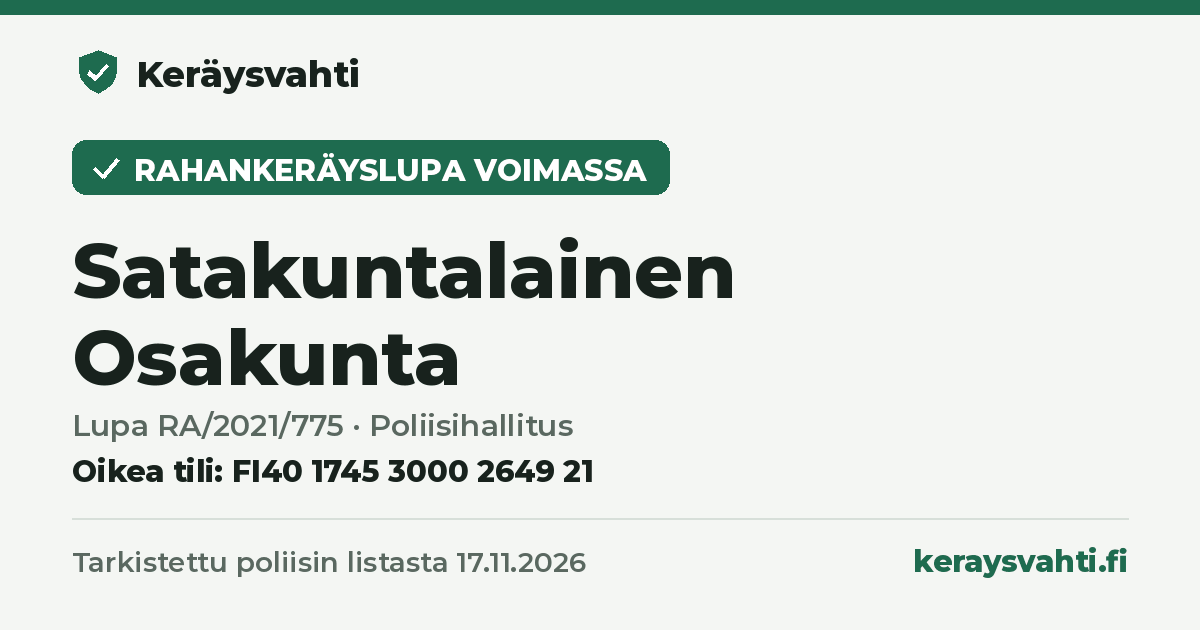 Keräysvahti
RAHANKERÄYSLUPA VOIMASSA
Satakuntalainen
Osakunta
Lupa RA/2021/775 · Poliisihallitus
Oikea tili: FI40 1745 3000 2649 21
Tarkistettu poliisin listasta 17.11.2026
keraysvahti.fi